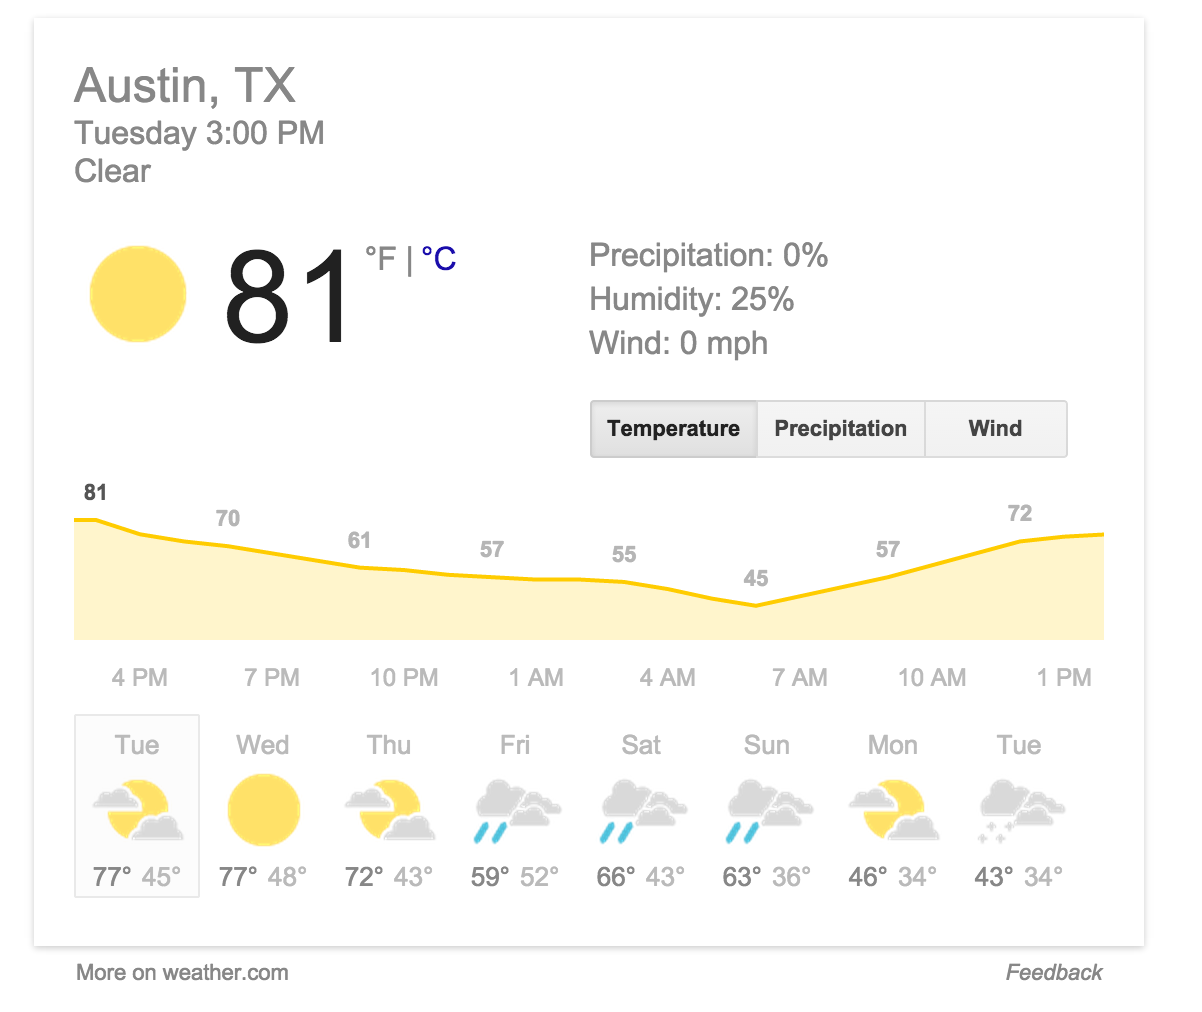 Austin, TX
Tuesday 3:00 PM
Clear
81 °F | °C
Precipitation: 0%
Humidity: 25%
Wind: 0 mph
Temperature Precipitation Wind
81 70 61 57 55 45 57 72
4 PM 7 PM 10 PM 1 AM 4 AM 7 AM 10 AM 1 PM
Tue Wed Thu Fri Sat Sun Mon Tue
77° 45° 77° 48° 72° 43° 59° 52° 66° 43° 63° 36° 46° 34° 43° 34°
More on weather.com Feedback